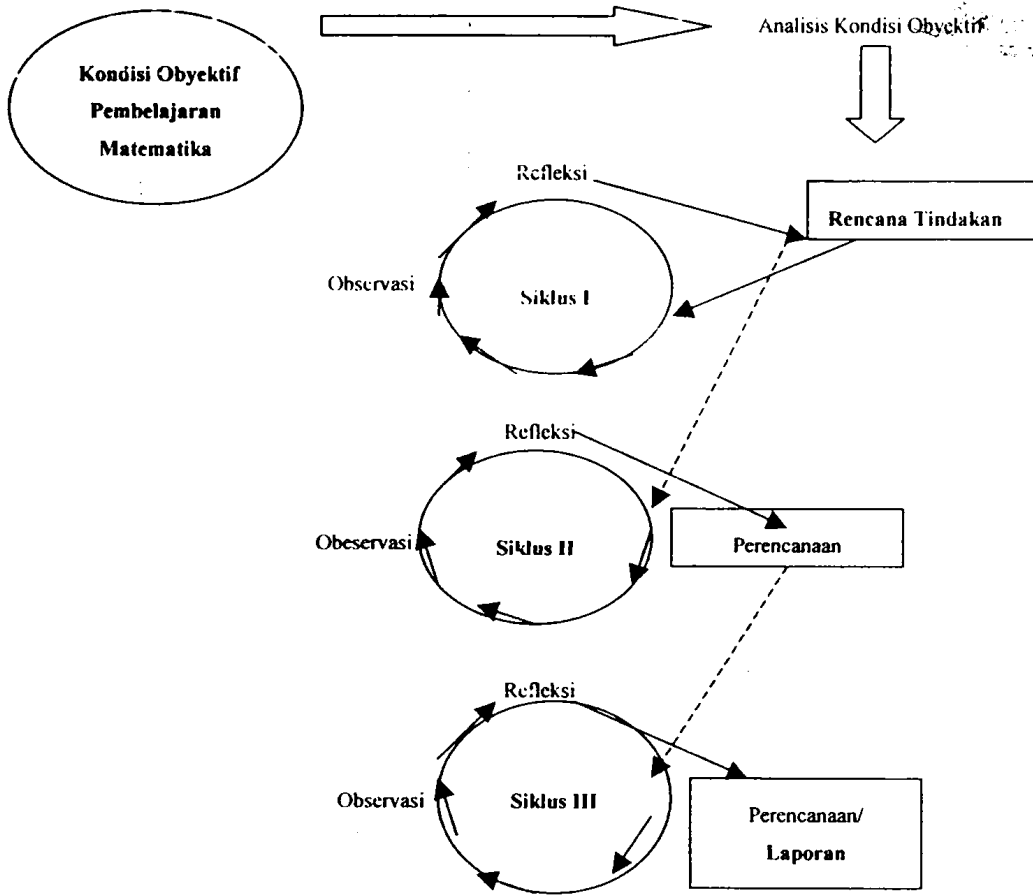 Kondisi Obyektif
Pembelajaran
Matematika
Analisis Kondisi Obyektif
Refleksi
Rencana Tindakan
Observasi
Siklus I
Refleksi
Obeservasi
Siklus II
Perencanaan
Refleksi
Observasi
Siklus III
Perencanaan/
Laporan